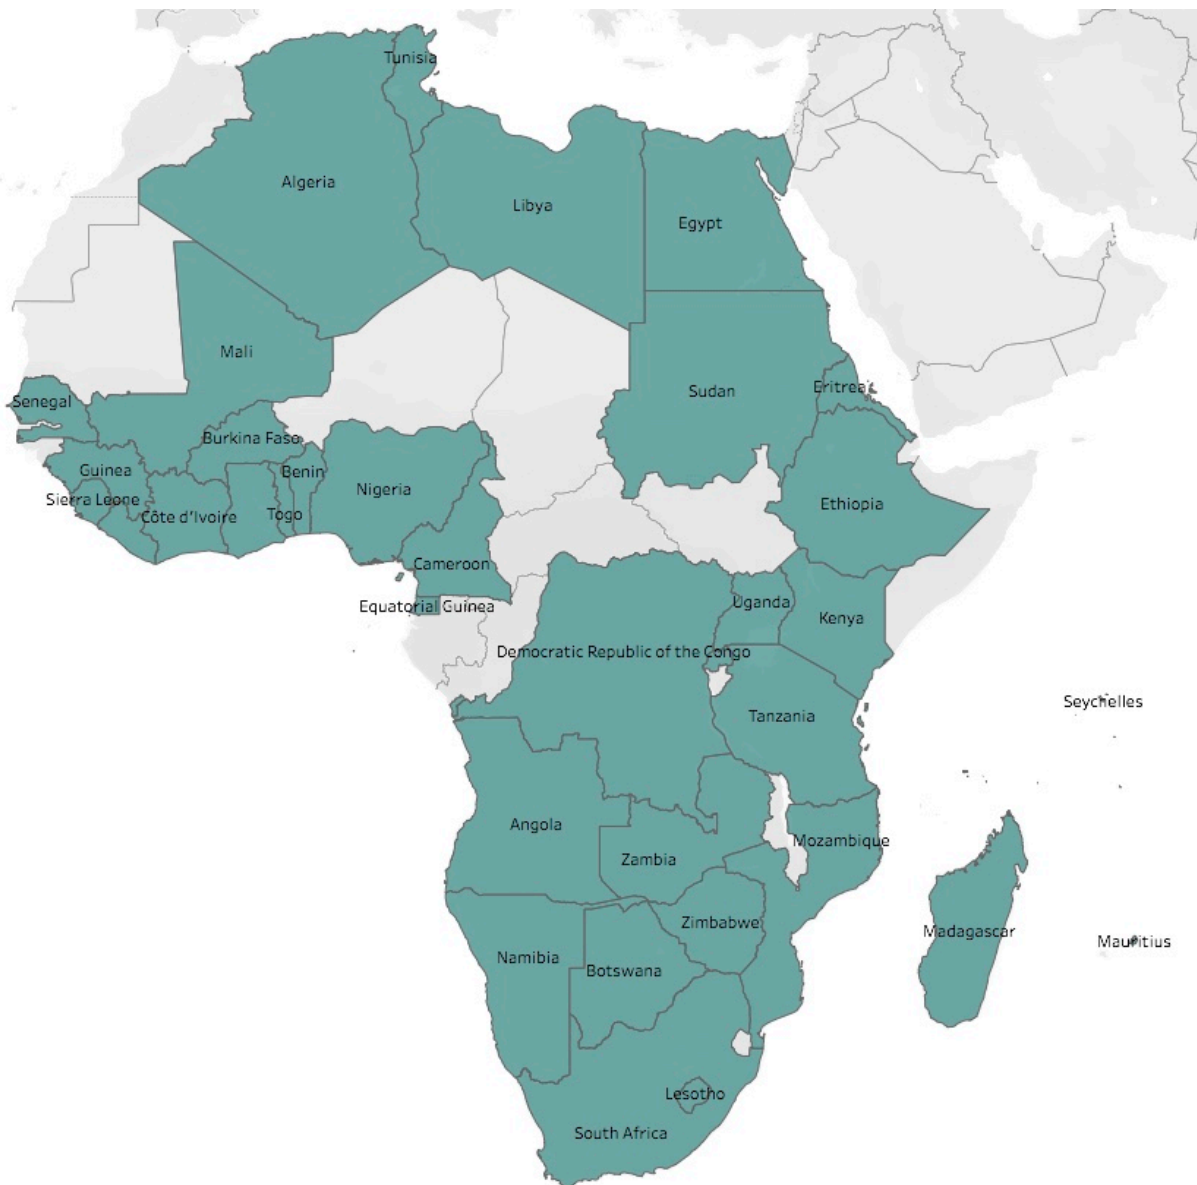 Tunisia
Algeria
Libya
Egypt
Mali
Senegal
Sudan
Eritrea
Burkina Faso
Guinea
Benin
Nigeria
Sierra Leone
Côte d'Ivoire
Togo
Ethiopia
Cameroon
Equatorial Guinea
Uganda
Kenya
Democratic Republic of the Congo
Seychelles
Tanzania
Angola
Mozambique
Zambia
Zimbabwe
Madagascar
Mauritius
Namibia
Botswana
Lesotho
South Africa